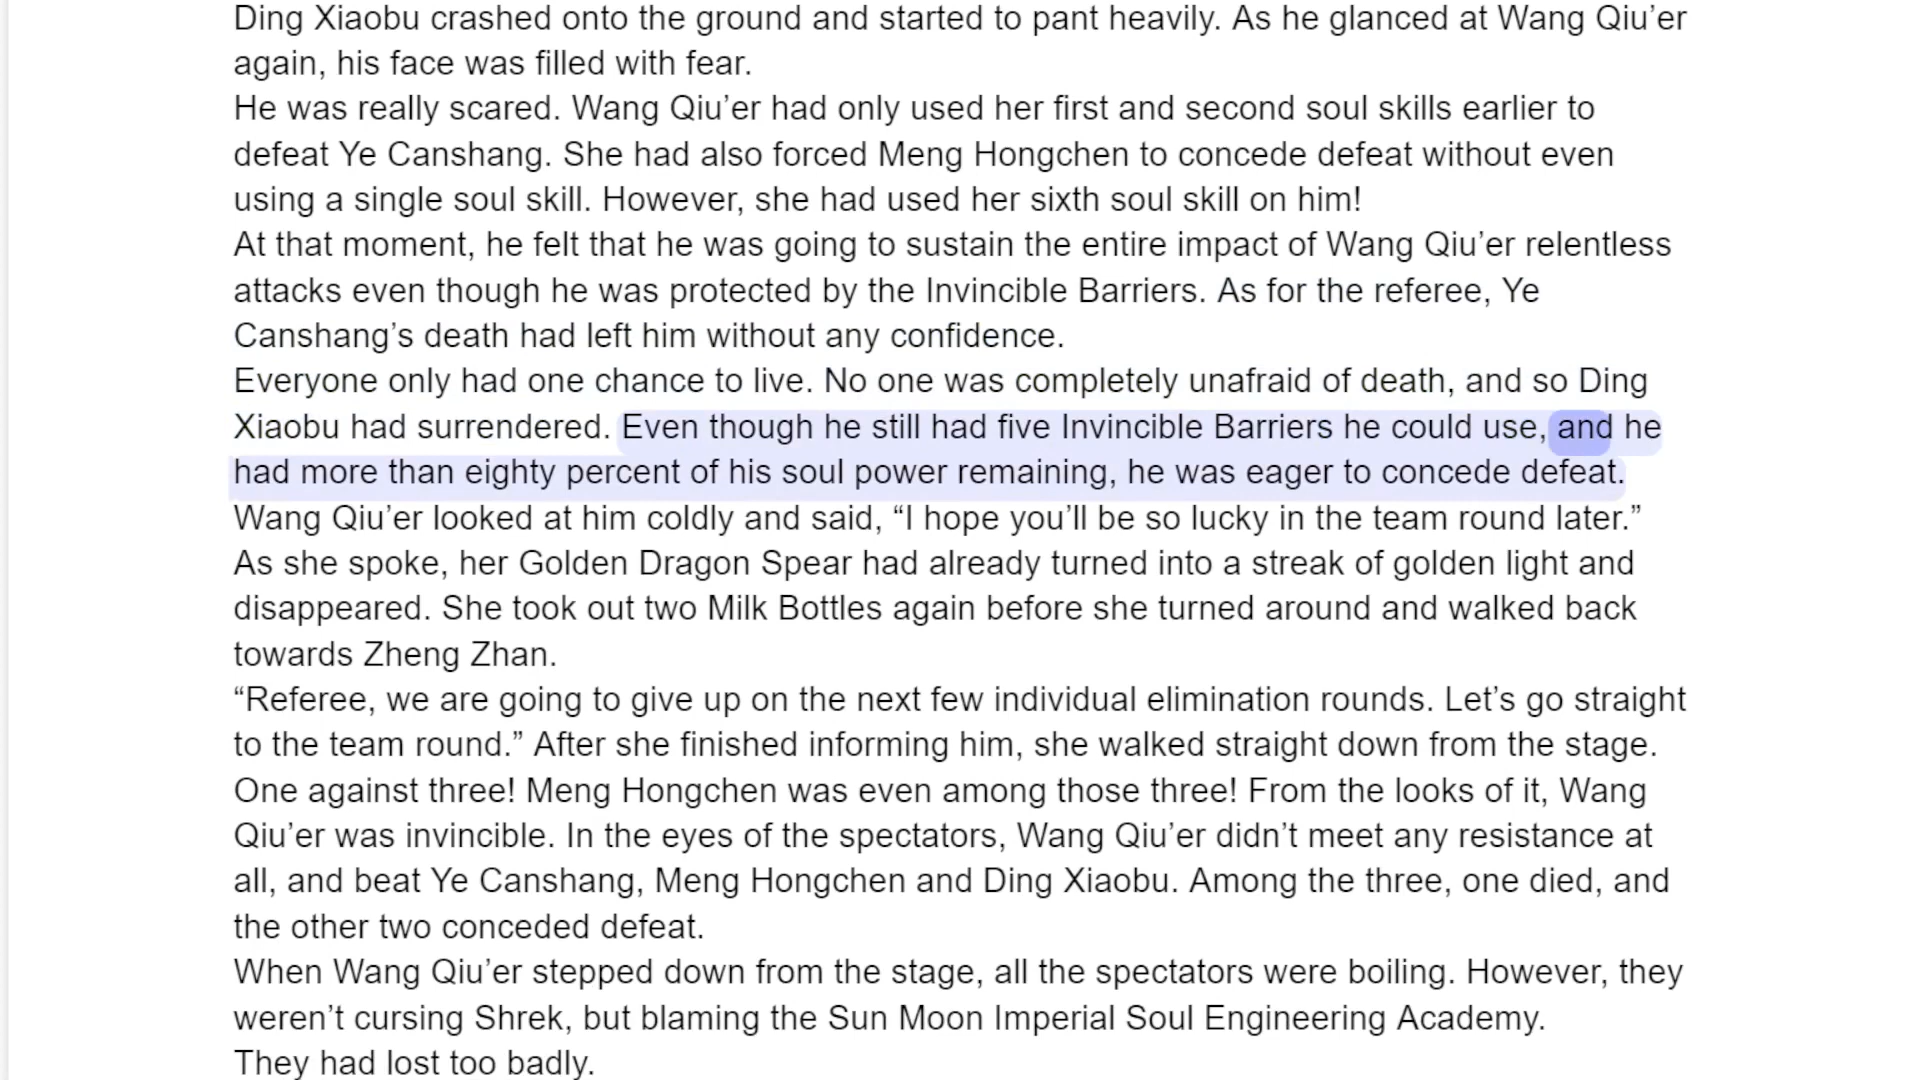 Ding Xiaobu crashed onto the ground and started to pant heavily. As he glanced at Wang Qiu’er
again, his face was filled with fear.
He was really scared. Wang Qiu’er had only used her first and second soul skills earlier to
defeat Ye Canshang. She had also forced Meng Hongchen to concede defeat without even
using a single soul skill. However, she had used her sixth soul skill on him!
At that moment, he felt that he was going to sustain the entire impact of Wang Qiu’er relentless
attacks even though he was protected by the Invincible Barriers. As for the referee, Ye
Canshang’s death had left him without any confidence.
Everyone only had one chance to live. No one was completely unafraid of death, and so Ding
Xiaobu had surrendered. Even though he still had five Invincible Barriers he could use, and he
had more than eighty percent of his soul power remaining, he was eager to concede defeat.
Wang Qiu’er looked at him coldly and said, “I hope you’ll be so lucky in the team round later.”
As she spoke, her Golden Dragon Spear had already turned into a streak of golden light and
disappeared. She took out two Milk Bottles again before she turned around and walked back
towards Zheng Zhan.
“Referee, we are going to give up on the next few individual elimination rounds. Let’s go straight
to the team round.” After she finished informing him, she walked straight down from the stage.
One against three! Meng Hongchen was even among those three! From the looks of it, Wang
Qiu’er was invincible. In the eyes of the spectators, Wang Qiu’er didn’t meet any resistance at
all, and beat Ye Canshang, Meng Hongchen and Ding Xiaobu. Among the three, one died, and
the other two conceded defeat.
When Wang Qiu’er stepped down from the stage, all the spectators were boiling. However, they
weren’t cursing Shrek, but blaming the Sun Moon Imperial Soul Engineering Academy.
They had lost too badly.